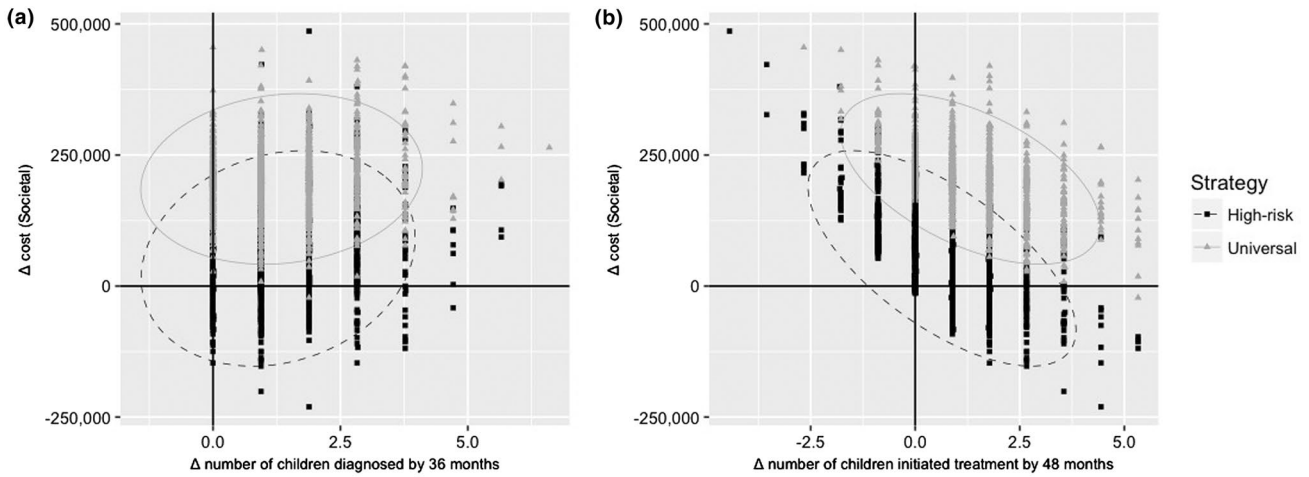 (a)
500,000
250,000
0
-250,000
Δ cost (Societal)
0.0 2.5 5.0
Δ number of children diagnosed by 36 months
(b)
500,000
250,000
0
-250,000
Δ cost (Societal)
-2.5 0.0 2.5 5.0
Δ number of children initiated treatment by 48 months
Strategy
High-risk
Universal